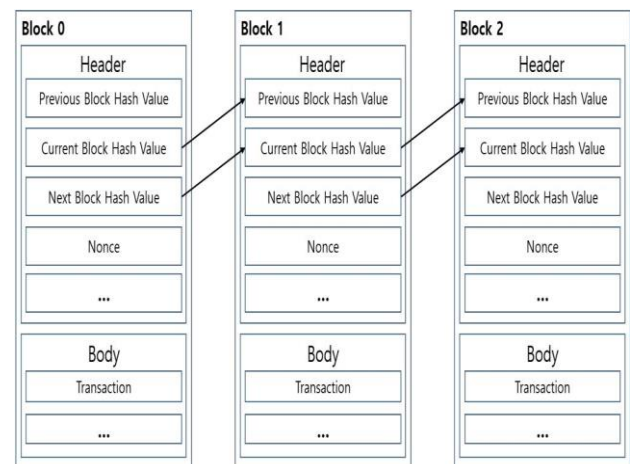 Block 0
Header
Previous Block Hash Value
Current Block Hash Value
Next Block Hash Value
Nonce
...
Body
Transaction
...
Block 1
Header
Previous Block Hash Value
Current Block Hash Value
Next Block Hash Value
Nonce
...
Body
Transaction
...
Block 2
Header
Previous Block Hash Value
Current Block Hash Value
Next Block Hash Value
Nonce
...
Body
Transaction
...